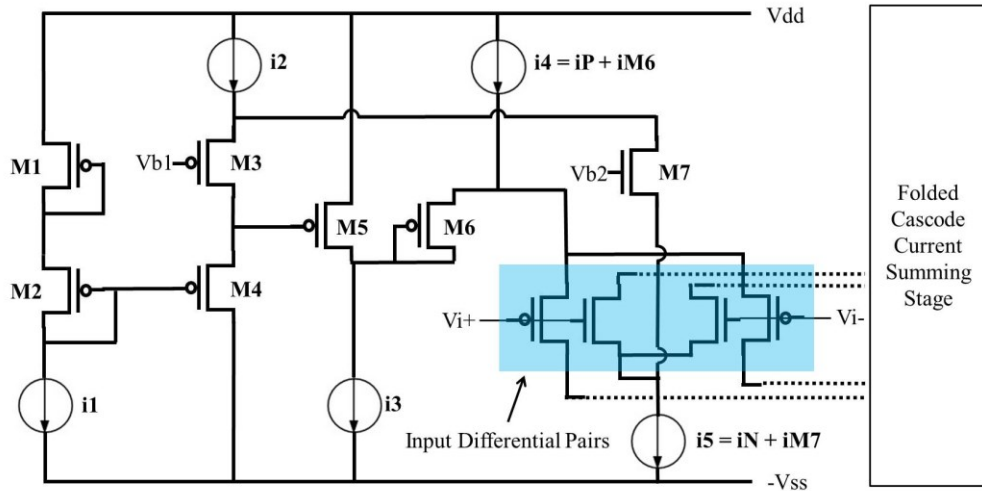 Vdd
i2
i4 = iP + iM6
M1
Vb1
M3
Vb2
M7
M5
M6
Folded
Cascode
Current
Summing
Stage
M2
M4
Vi+
Vi-
i1
i3
Input Differential Pairs
i5 = iN + iM7
-Vss